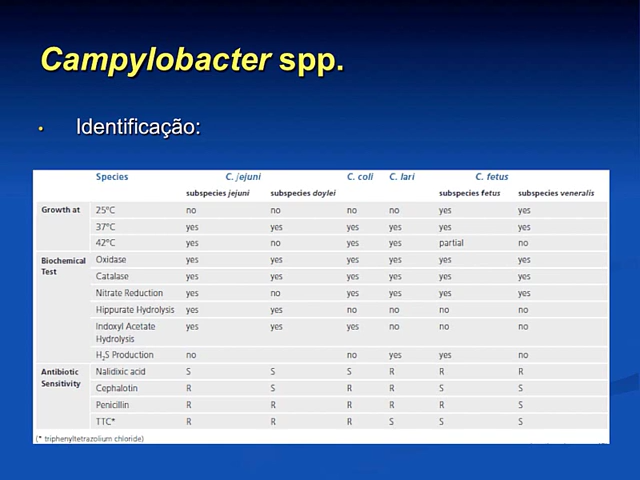 Campylobacter spp.
• Identificação:
Species C. jejuni C. coli C. lari C. fetus
subspecies jejuni subspecies doylei subspecies fetus subspecies veneralis
Growth at 25°C no no no no yes yes
37°C yes yes yes yes yes yes
42°C yes no yes yes partial no
Biochemical Test Oxidase yes yes yes yes yes yes
Catalase yes yes yes yes yes yes
Nitrate Reduction yes no yes yes yes yes
Hippurate Hydrolysis yes yes no no no no
Indoxyl Acetate Hydrolysis yes yes yes no no no
H₂S Production no no yes yes no
Antibiotic Sensitivity Nalidixic acid S S S R R R
Cephalotin R S R R S S
Penicillin R R R R R S
TTC* R R R S S S
(* triphenyltetrazolium chloride)